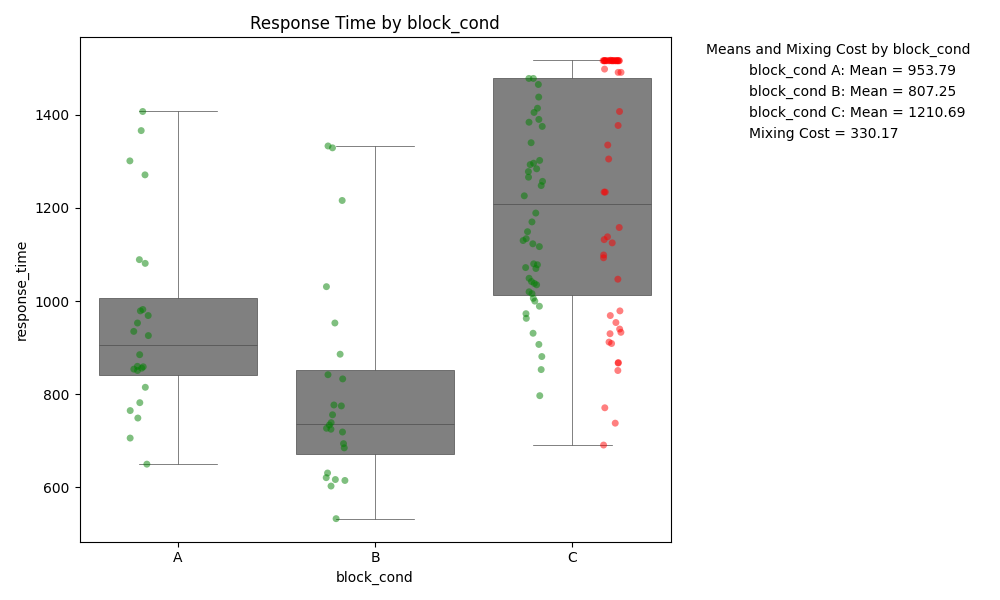 Response Time by block_cond
Means and Mixing Cost by block_cond
block_cond A: Mean = 953.79
block_cond B: Mean = 807.25
block_cond C: Mean = 1210.69
Mixing Cost = 330.17
response_time
1400
1200
1000
800
600
A
B
C
block_cond